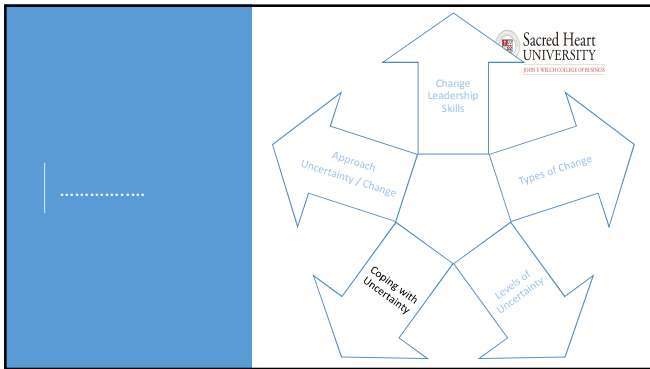 Sacred Heart
UNIVERSITY
JOHN F. WELCH COLLEGE OF BUSINESS
Change
Leadership
Skills
Approach
Uncertainty / Change
Types of Change
................
Coping with
Uncertainty
Levels of
Uncertainty